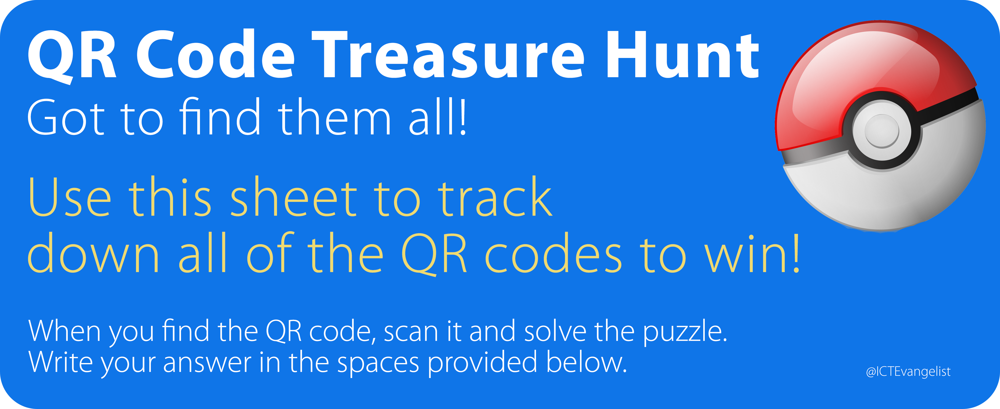 QR Code Treasure Hunt
Got to find them all!
Use this sheet to track
down all of the QR codes to win!
When you find the QR code, scan it and solve the puzzle.
Write your answer in the spaces provided below.
@ICTEvangelist